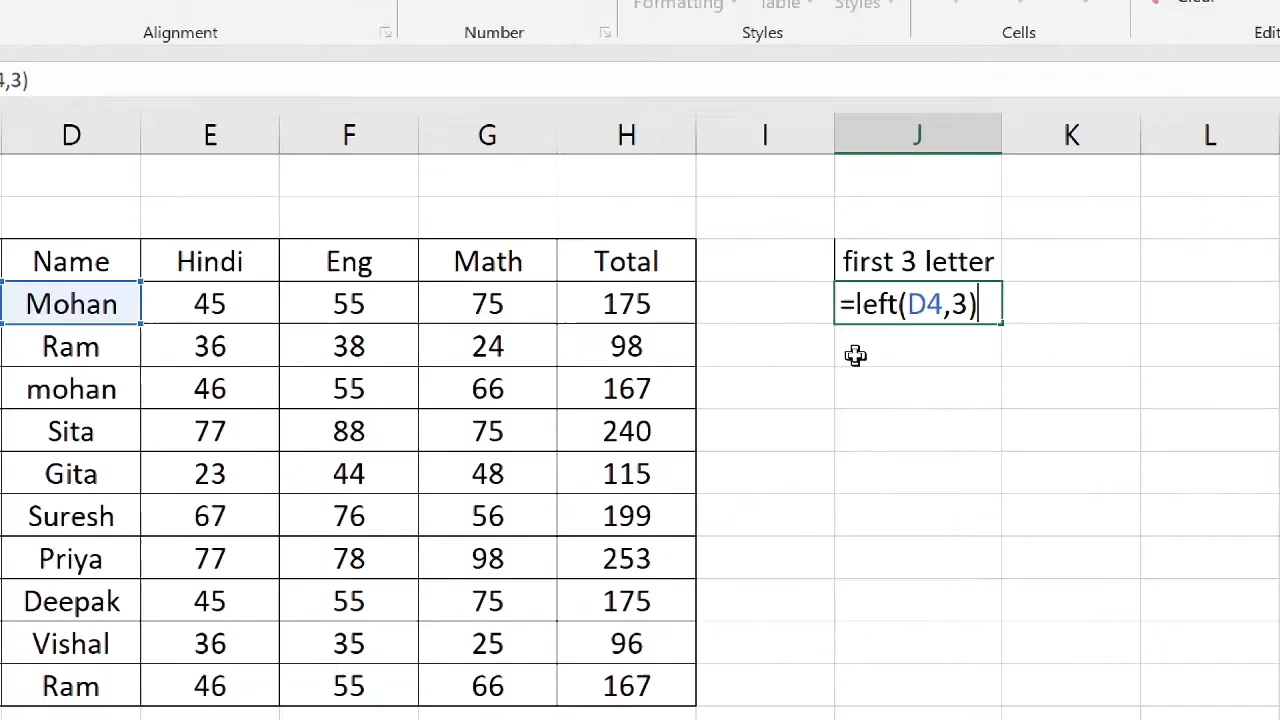 Formatting Table Styles Clear
Alignment Number Styles Cells
4,3)
D E F G H I J K L
Name Hindi Eng Math Total first 3 letter
Mohan 45 55 75 175 =left(D4,3)
Ram 36 38 24 98
mohan 46 55 66 167
Sita 77 88 75 240
Gita 23 44 48 115
Suresh 67 76 56 199
Priya 77 78 98 253
Deepak 45 55 75 175
Vishal 36 35 25 96
Ram 46 55 66 167